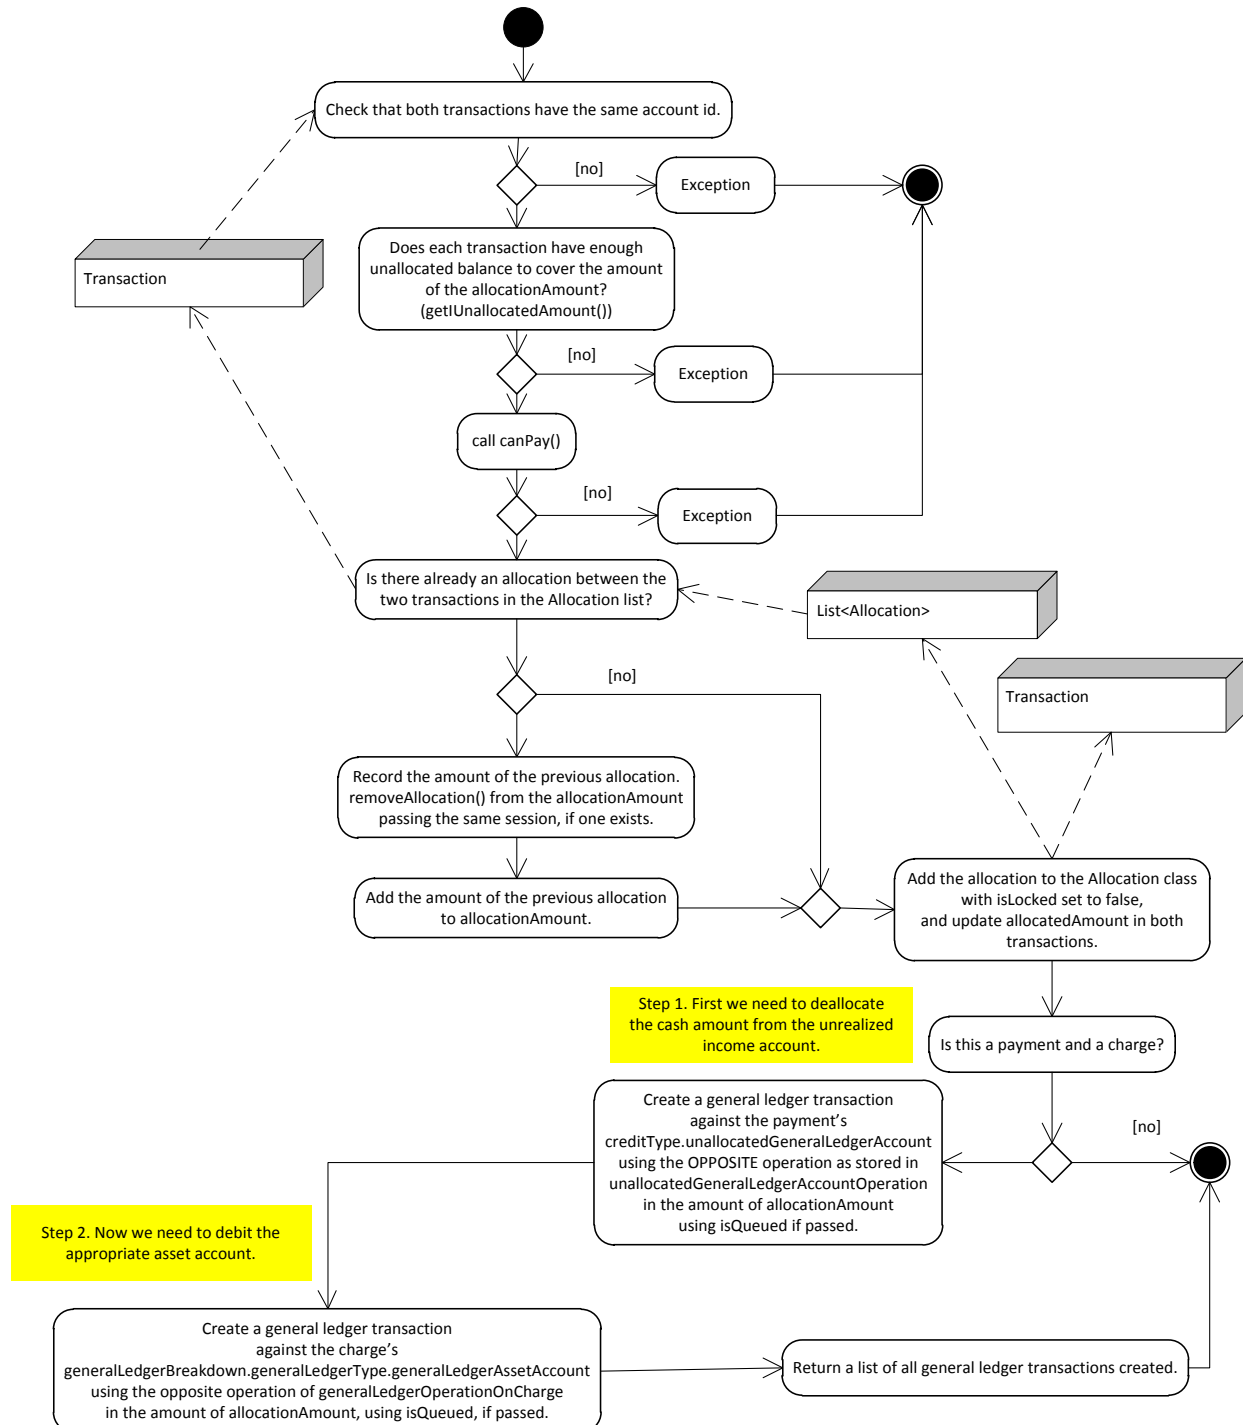 Check that both transactions have the same account id.
[no]
Exception
Does each transaction have enough
unallocated balance to cover the amount
of the allocationAmount?
(getIUnallocatedAmount())
Transaction
[no]
Exception
call canPay()
[no]
Exception
Is there already an allocation between the
two transactions in the Allocation list?
List<Allocation>
[no]
Transaction
Record the amount of the previous allocation.
removeAllocation() from the allocationAmount
passing the same session, if one exists.
Add the amount of the previous allocation
to allocationAmount.
Add the allocation to the Allocation class
with isLocked set to false,
and update allocatedAmount in both
transactions.
Step 1. First we need to deallocate
the cash amount from the unrealized
income account.
Is this a payment and a charge?
[no]
Create a general ledger transaction
against the payment’s
creditType.unallocatedGeneralLedgerAccount
using the OPPOSITE operation as stored in
unallocatedGeneralLedgerAccountOperation
in the amount of allocationAmount
using isQueued if passed.
Step 2. Now we need to debit the
appropriate asset account.
Create a general ledger transaction
against the charge’s
generalLedgerBreakdown.generalLedgerType.generalLedgerAssetAccount
using the opposite operation of generalLedgerOperationOnCharge
in the amount of allocationAmount, using isQueued, if passed.
Return a list of all general ledger transactions created.